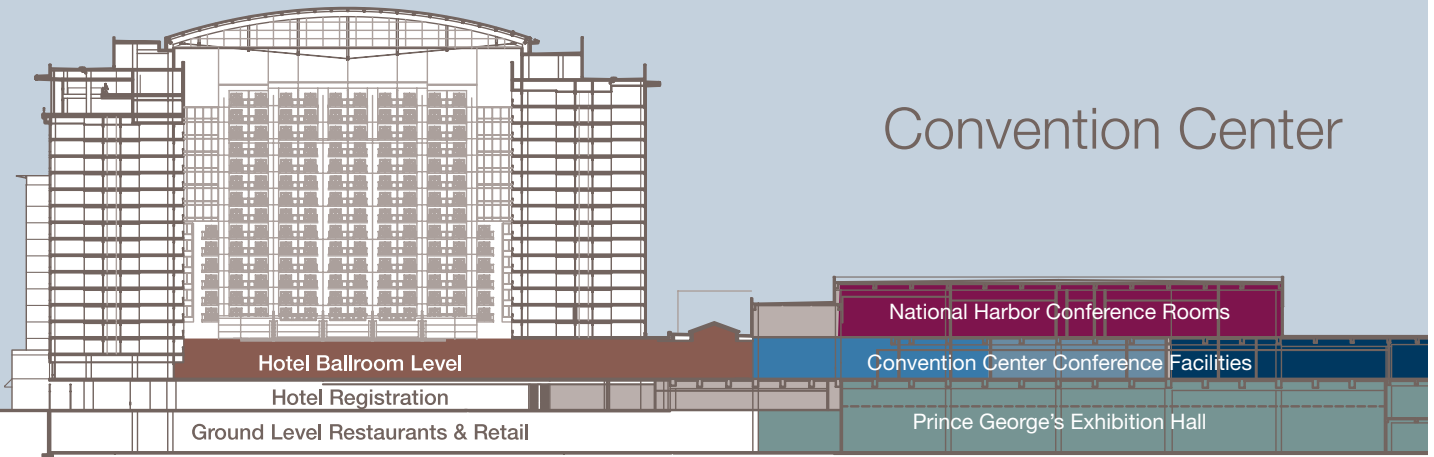 Convention Center
National Harbor Conference Rooms
Hotel Ballroom Level
Convention Center Conference Facilities
Hotel Registration
Prince George's Exhibition Hall
Ground Level Restaurants & Retail